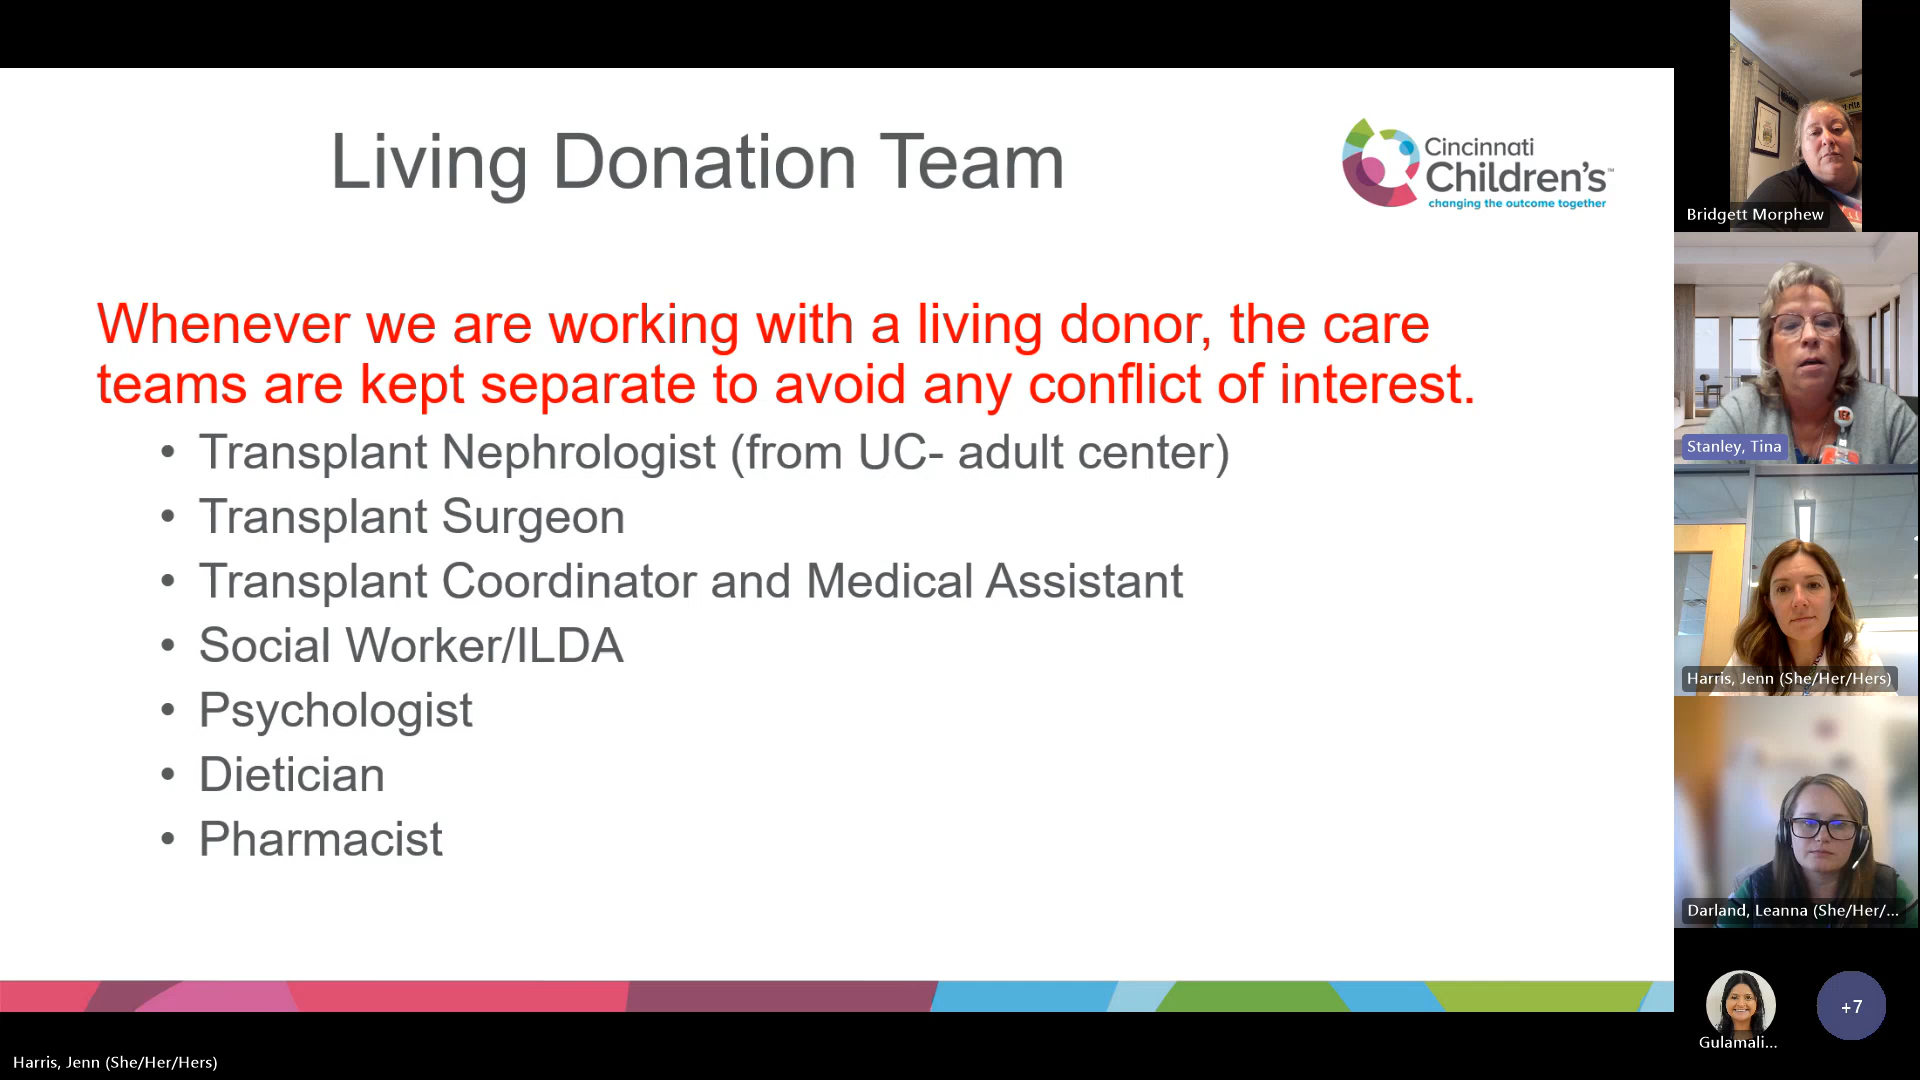 Living Donation Team
Cincinnati
Children's™
changing the outcome together
Whenever we are working with a living donor, the care
teams are kept separate to avoid any conflict of interest.
• Transplant Nephrologist (from UC- adult center)
• Transplant Surgeon
• Transplant Coordinator and Medical Assistant
• Social Worker/ILDA
• Psychologist
• Dietician
• Pharmacist
Bridgett Morphew
Stanley, Tina
Harris, Jenn (She/Her/Hers)
Darland, Leanna (She/Her/...
Gulamali...
+7
Harris, Jenn (She/Her/Hers)